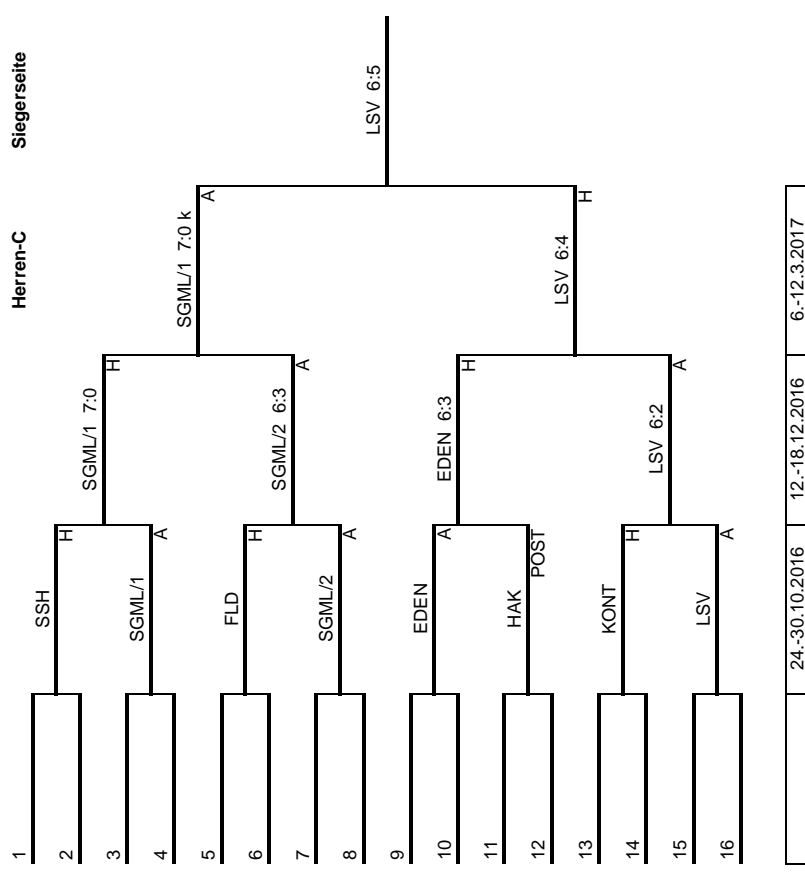 Herren-C Siegerseite
1
2
3
4
5
6
7
8
9
10
11
12
13
14
15
16
SSH
H
SGML/1
A
FLD
H
SGML/2
A
EDEN
A
HAK
POST
KONT
H
LSV
A
SGML/1 7:0
H
SGML/2 6:3
A
EDEN 6:3
H
LSV 6:2
A
SGML/1 7:0 k
A
LSV 6:4
H
LSV 6:5
24.-30.10.2016 12.-18.12.2016 6.-12.3.2017